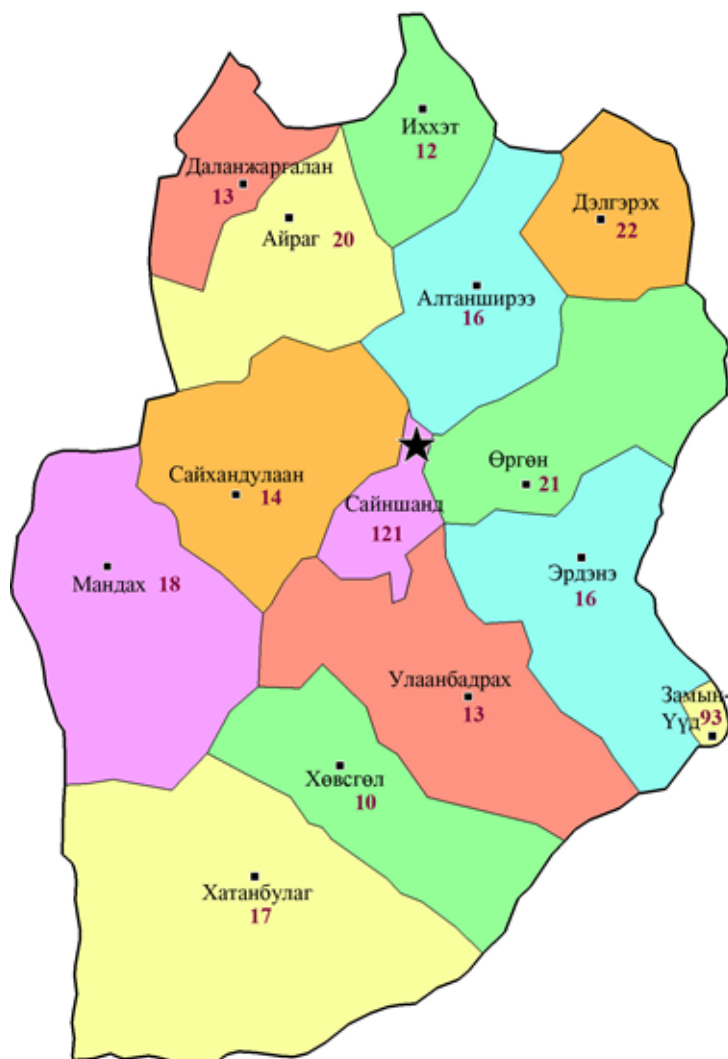 Иххэт
12
Даланжаргалан
13
Дэлгэрэх
22
Айраг 20
Алтанширээ
16
Сайхандулаан
14
Өргөн
21
Сайншанд
121
Мандах 18
Эрдэнэ
16
Улаанбадрах
13
Замын-
Үүд
93
Хөвсгөл
10
Хатанбулаг
17